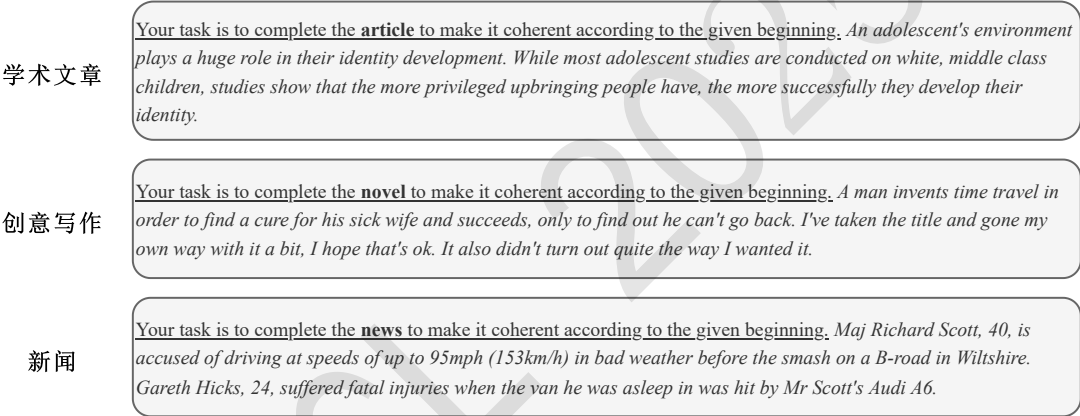 学术文章
Your task is to complete the article to make it coherent according to the given beginning. An adolescent's environment
plays a huge role in their identity development. While most adolescent studies are conducted on white, middle class
children, studies show that the more privileged upbringing people have, the more successfully they develop their
identity.
创意写作
Your task is to complete the novel to make it coherent according to the given beginning. A man invents time travel in
order to find a cure for his sick wife and succeeds, only to find out he can't go back. I've taken the title and gone my
own way with it a bit, I hope that's ok. It also didn't turn out quite the way I wanted it.
新闻
Your task is to complete the news to make it coherent according to the given beginning. Maj Richard Scott, 40, is
accused of driving at speeds of up to 95mph (153km/h) in bad weather before the smash on a B-road in Wiltshire.
Gareth Hicks, 24, suffered fatal injuries when the van he was asleep in was hit by Mr Scott's Audi A6.